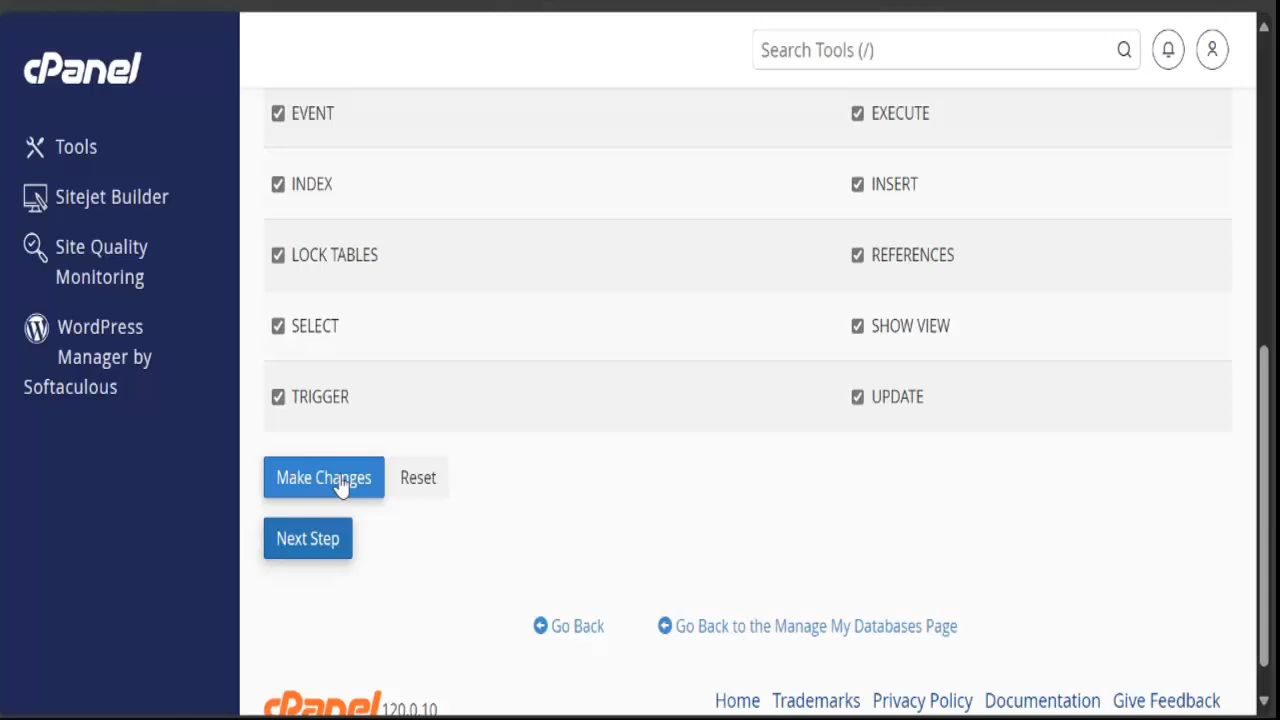 cPanel
Search Tools (/)
Tools
Sitejet Builder
Site Quality
Monitoring
WordPress
Manager by
Softaculous
EVENT
EXECUTE
INDEX
INSERT
LOCK TABLES
REFERENCES
SELECT
SHOW VIEW
TRIGGER
UPDATE
Make Changes
Reset
Next Step
Go Back
Go Back to the Manage My Databases Page
cPanel 120.0.10
Home Trademarks Privacy Policy Documentation Give Feedback